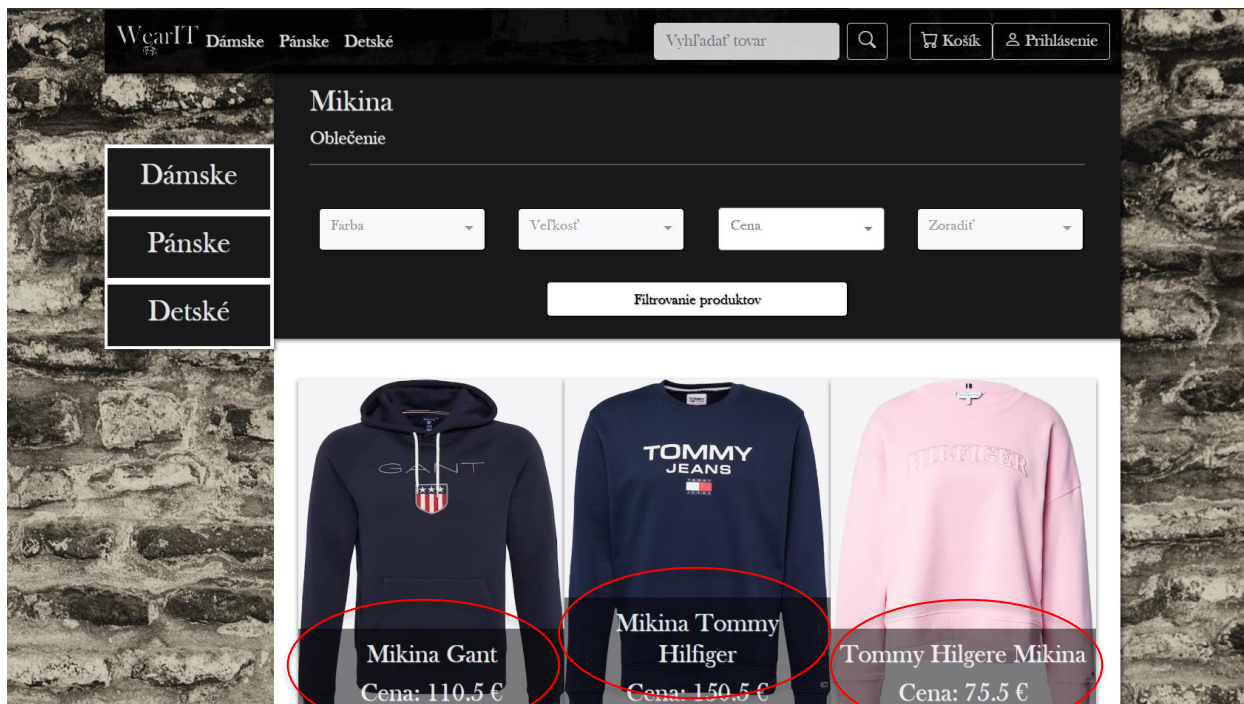 WearIT Dámske Pánske Detské Vyhľadať tovar Košík Prihlásenie
Mikina
Oblečenie
Dámske
Pánske
Detské
Farba Veľkosť Cena Zoradiť
Filtrovanie produktov
GANT
TOMMY
JEANS
HILFIGER
Mikina Gant
Cena: 110.5 €
Mikina Tommy
Hilfiger
Cena: 150.5 €
Tommy Hilgere Mikina
Cena: 75.5 €